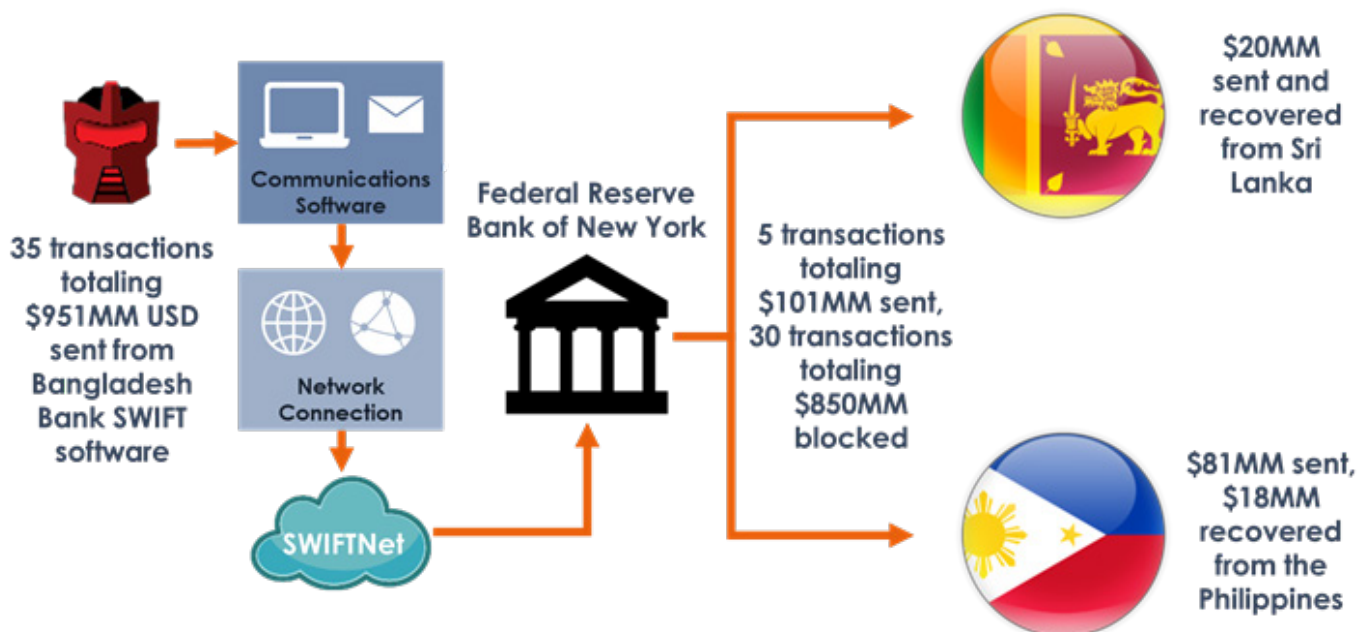 Communications
Software
35 transactions
totaling
$951MM USD
sent from
Bangladesh
Bank SWIFT
software
Network
Connection
SWIFTNet
Federal Reserve
Bank of New York
5 transactions
totaling
$101MM sent,
30 transactions
totaling
$850MM
blocked
$20MM
sent and
recovered
from Sri
Lanka
$81MM sent,
$18MM
recovered
from the
Philippines